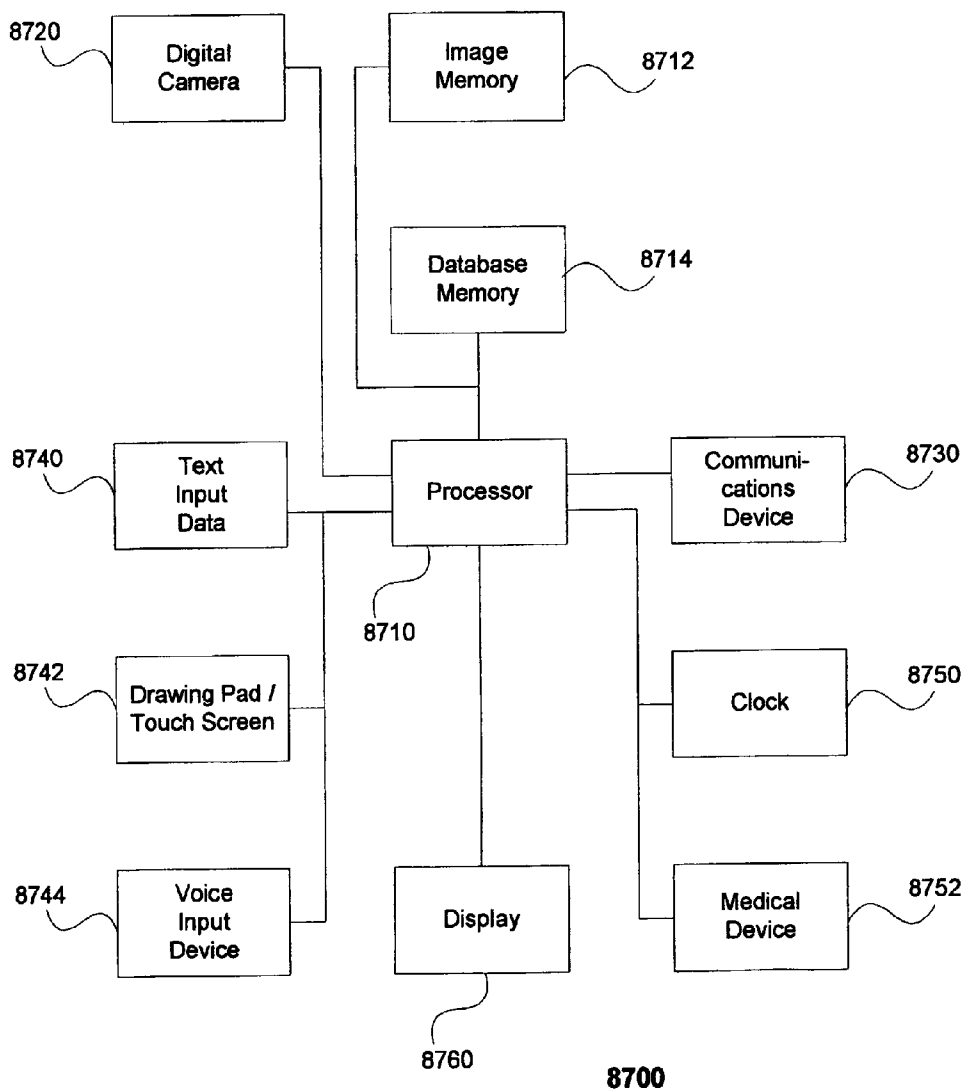 8720
Digital
Camera
Image
Memory
8712
Database
Memory
8714
8740
Text
Input
Data
Processor
8710
Communi-
cations
Device
8730
8742
Drawing Pad /
Touch Screen
Clock
8750
8744
Voice
Input
Device
Display
8760
Medical
Device
8752
8700